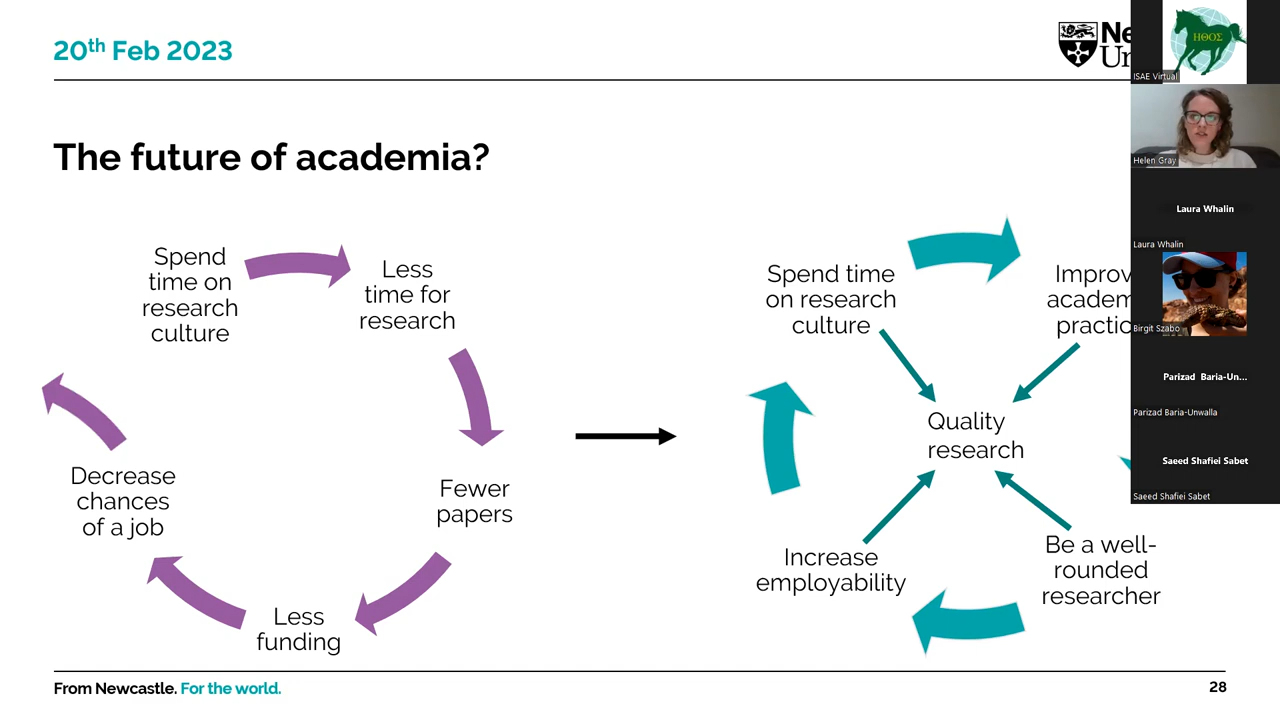 20th Feb 2023
The future of academia?
Spend
time on
research
culture
Less
time for
research
Fewer
papers
Less
funding
Decrease
chances
of a job
Spend time
on research
culture
Improv
academ
practic
Quality
research
Be a well-
rounded
researcher
Increase
employability
From Newcastle. For the world.
28
Ne
Un
ΗΘΟΣ
ISAE Virtual
Helen Gray
Laura Whalin
Laura Whalin
Birgit Szabo
Parizad Baria-Un...
Parizad Baria-Unwalla
Saeed Shafiei Sabet
Saeed Shafiei Sabet